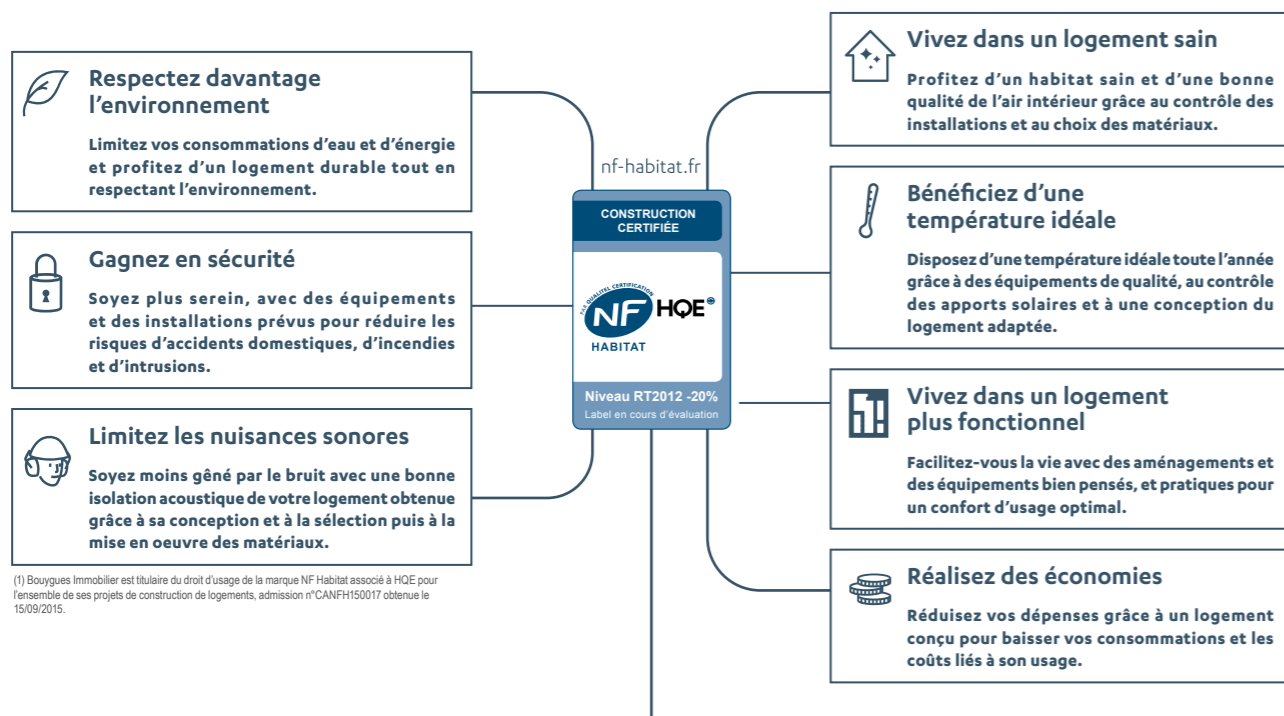 Respectez davantage
l’environnement
Limitez vos consommations d’eau et d’énergie
et profitez d’un logement durable tout en
respectant l’environnement.
Gagnez en sécurité
Soyez plus serein, avec des équipements
et des installations prévus pour réduire les
risques d’accidents domestiques, d’incendies
et d’intrusions.
Limitez les nuisances sonores
Soyez moins gêné par le bruit avec une bonne
isolation acoustique de votre logement obtenue
grâce à sa conception et à la sélection puis à la
mise en oeuvre des matériaux.
(1) Bouygues Immobilier est titulaire du droit d’usage de la marque NF Habitat associé à HQE pour
l’ensemble de ses projets de construction de logements, admission n°CANFH150017 obtenue le
15/09/2015.
nf-habitat.fr
CONSTRUCTION
CERTIFIÉE
PAR QUALITEL CERTIFICATION
NF HQE
HABITAT
Niveau RT2012 -20%
Label en cours d’évaluation
Vivez dans un logement sain
Profitez d’un habitat sain et d’une bonne
qualité de l’air intérieur grâce au contrôle des
installations et au choix des matériaux.
Bénéficiez d’une
température idéale
Disposez d’une température idéale toute l’année
grâce à des équipements de qualité, au contrôle
des apports solaires et à une conception du
logement adaptée.
Vivez dans un logement
plus fonctionnel
Facilitez-vous la vie avec des aménagements et
des équipements bien pensés, et pratiques pour
un confort d’usage optimal.
Réalisez des économies
Réduisez vos dépenses grâce à un logement
conçu pour baisser vos consommations et les
coûts liés à son usage.